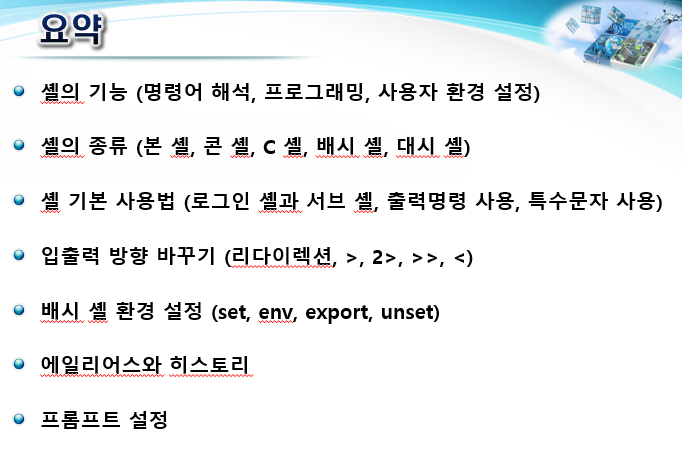 요약
셸의 기능 (명령어 해석, 프로그래밍, 사용자 환경 설정)
셸의 종류 (본 셸, 콘 셸, C 셸, 배시 셸, 대시 셸)
셸 기본 사용법 (로그인 셸과 서브 셸, 출력명령 사용, 특수문자 사용)
입출력 방향 바꾸기 (리다이렉션, >, 2>, >>, <)
배시 셸 환경 설정 (set, env, export, unset)
에일리어스와 히스토리
프롬프트 설정